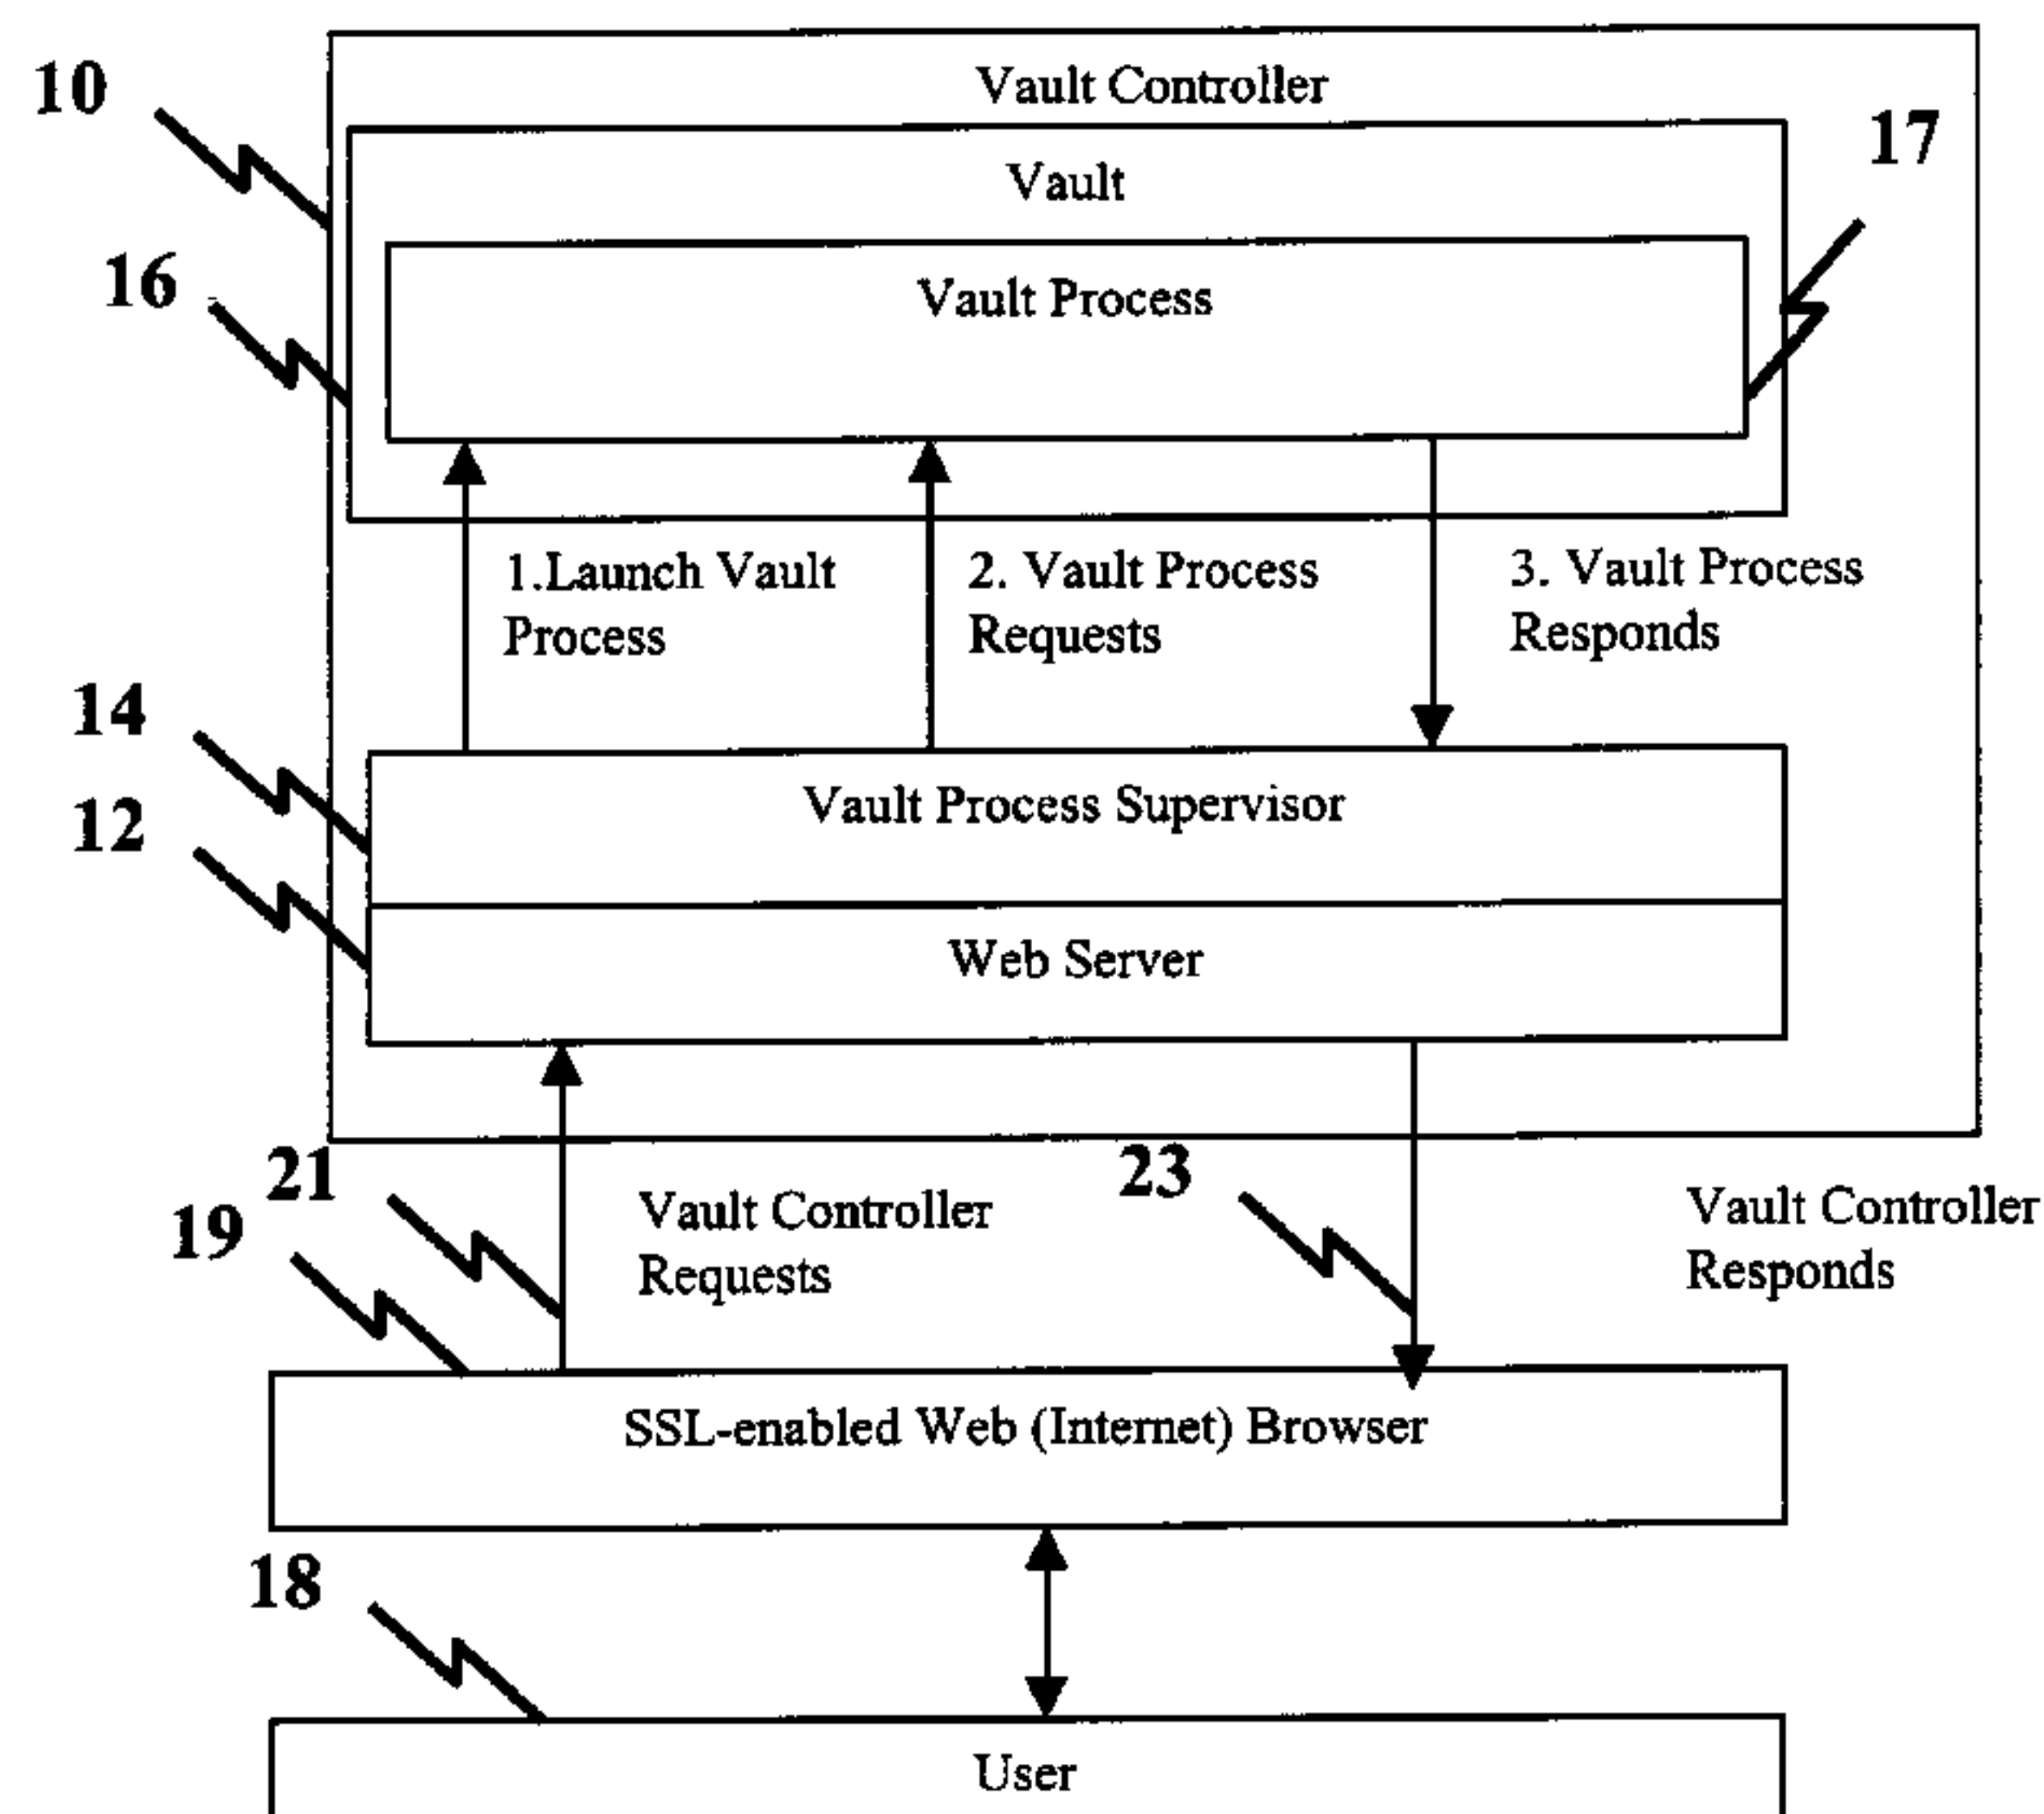 Vault Controller
10
17
Vault
16
Vault Process
1.Launch Vault
Process
2. Vault Process
Requests
3. Vault Process
Responds
14
Vault Process Supervisor
12
Web Server
21
23
19
Vault Controller
Requests
Vault Controller
Responds
SSL-enabled Web (Internet) Browser
18
User